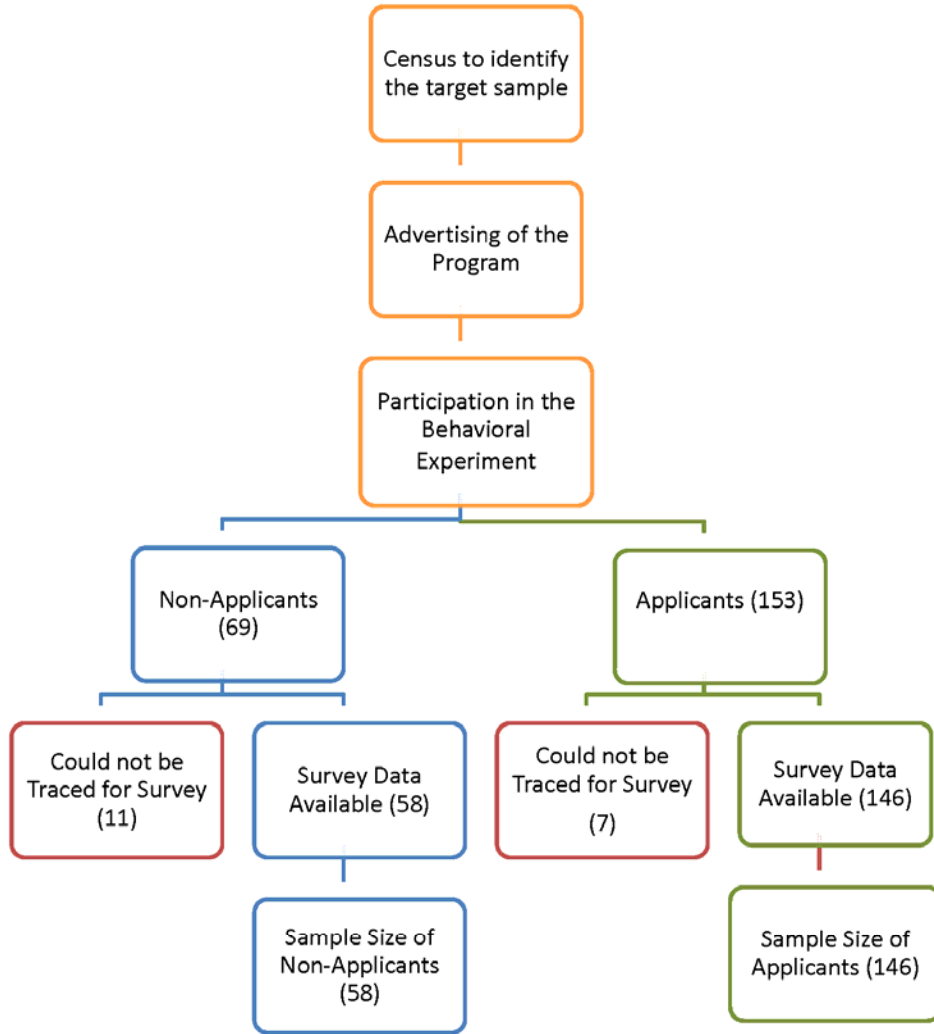 Census to identify
the target sample
Advertising of the
Program
Participation in the
Behavioral
Experiment
Non-Applicants
(69)
Applicants (153)
Could not be
Traced for Survey
(11)
Survey Data
Available (58)
Could not be
Traced for Survey
(7)
Survey Data
Available (146)
Sample Size of
Non-Applicants
(58)
Sample Size of
Applicants (146)